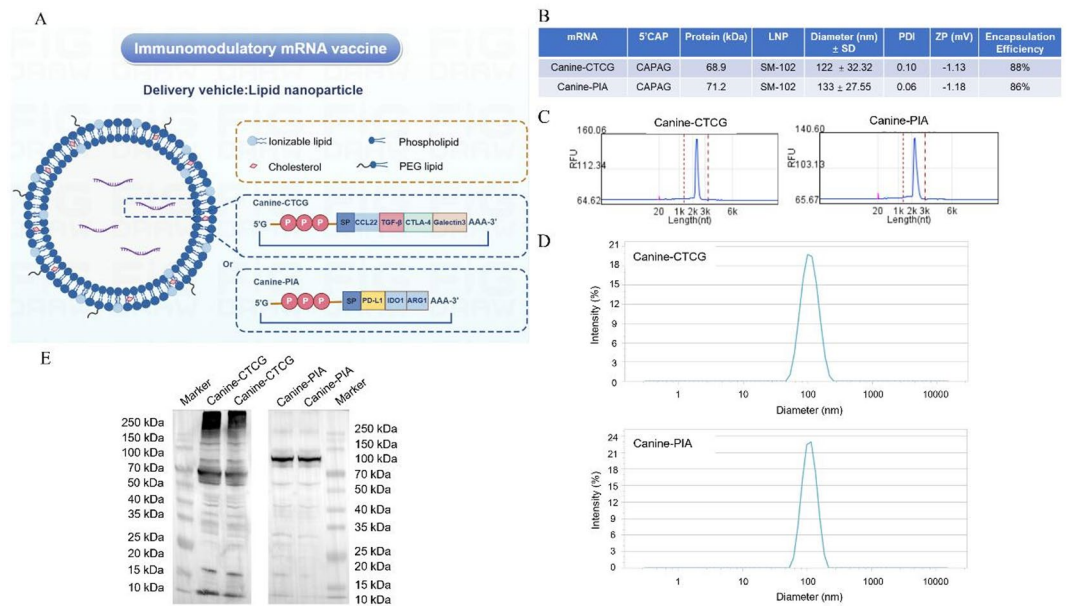 A
Immunomodulatory mRNA vaccine
Delivery vehicle:Lipid nanoparticle
Ionizable lipid
Phospholipid
Cholesterol
PEG lipid
Canine-CTCG
5'G P P P SP CCL22 TGF-β CTLA-4 Galectin3 AAA-3'
Or
Canine-PIA
5'G P P P SP PD-L1 IDO1 ARG1 AAA-3'
B
mRNA 5'CAP Protein (kDa) LNP Diameter (nm) ± SD PDI ZP (mV) Encapsulation Efficiency
Canine-CTCG CAPAG 68.9 SM-102 122 ± 32.32 0.10 -1.13 88%
Canine-PIA CAPAG 71.2 SM-102 133 ± 27.55 0.06 -1.18 86%
C
Canine-CTCG
160.06
RFU
112.34
64.62
20 1k 2k 3k 6k
Length(nt)
Canine-PIA
140.60
RFU
103.13
65.67
20 1k 2k 3k 6k
Length(nt)
D
Canine-CTCG
Intensity (%)
21
18
15
12
9
6
3
0
1 10 100 1000 10000
Diameter (nm)
Canine-PIA
Intensity (%)
24
21
18
15
12
9
6
3
0
1 10 100 1000 10000
Diameter (nm)
E
Marker
Canine-CTCG
Canine-CTCG
250 kDa
150 kDa
100 kDa
70 kDa
50 kDa
40 kDa
35 kDa
25 kDa
20 kDa
15 kDa
10 kDa
Canine-PIA
Canine-PIA
Marker
250 kDa
150 kDa
100 kDa
70 kDa
50 kDa
40 kDa
35 kDa
25 kDa
20 kDa
15 kDa
10 kDa